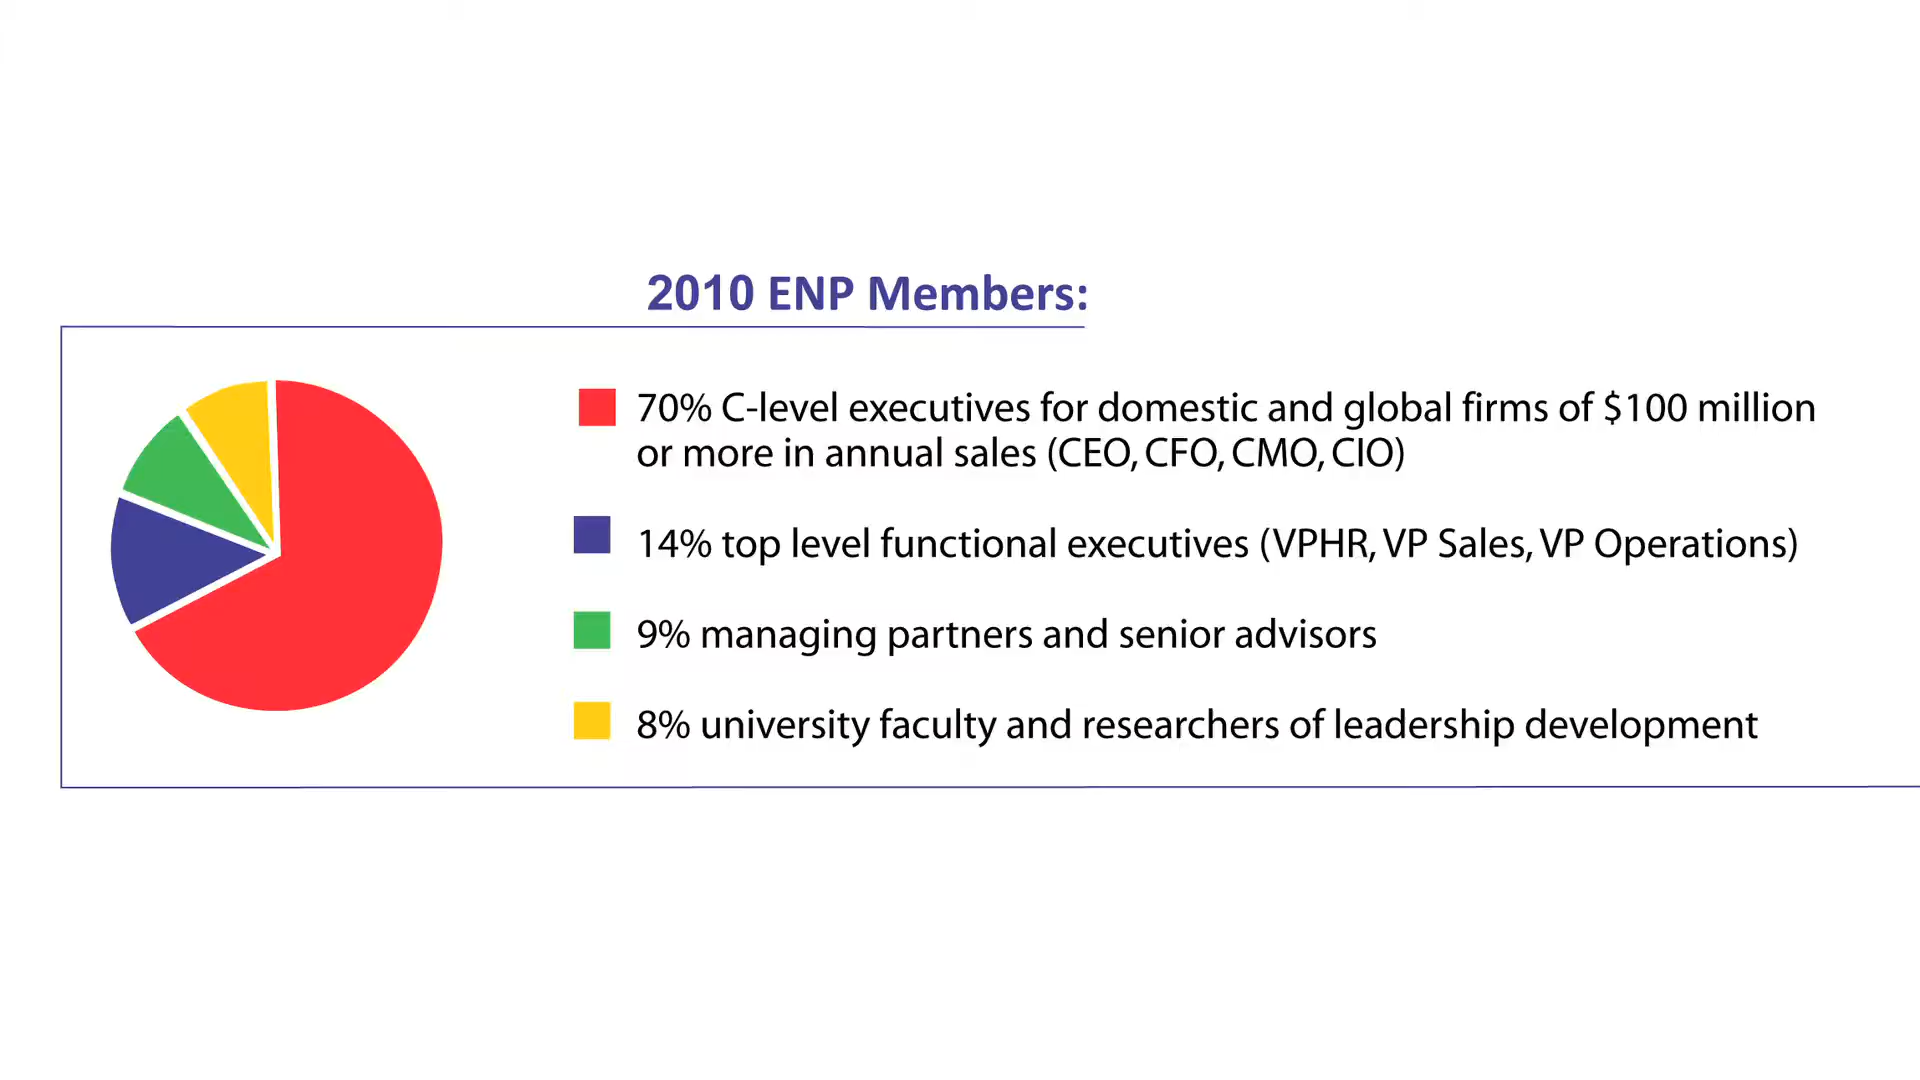 2010 ENP Members:
70% C-level executives for domestic and global firms of $100 million
or more in annual sales (CEO, CFO, CMO, CIO)
14% top level functional executives (VPHR, VP Sales, VP Operations)
9% managing partners and senior advisors
8% university faculty and researchers of leadership development